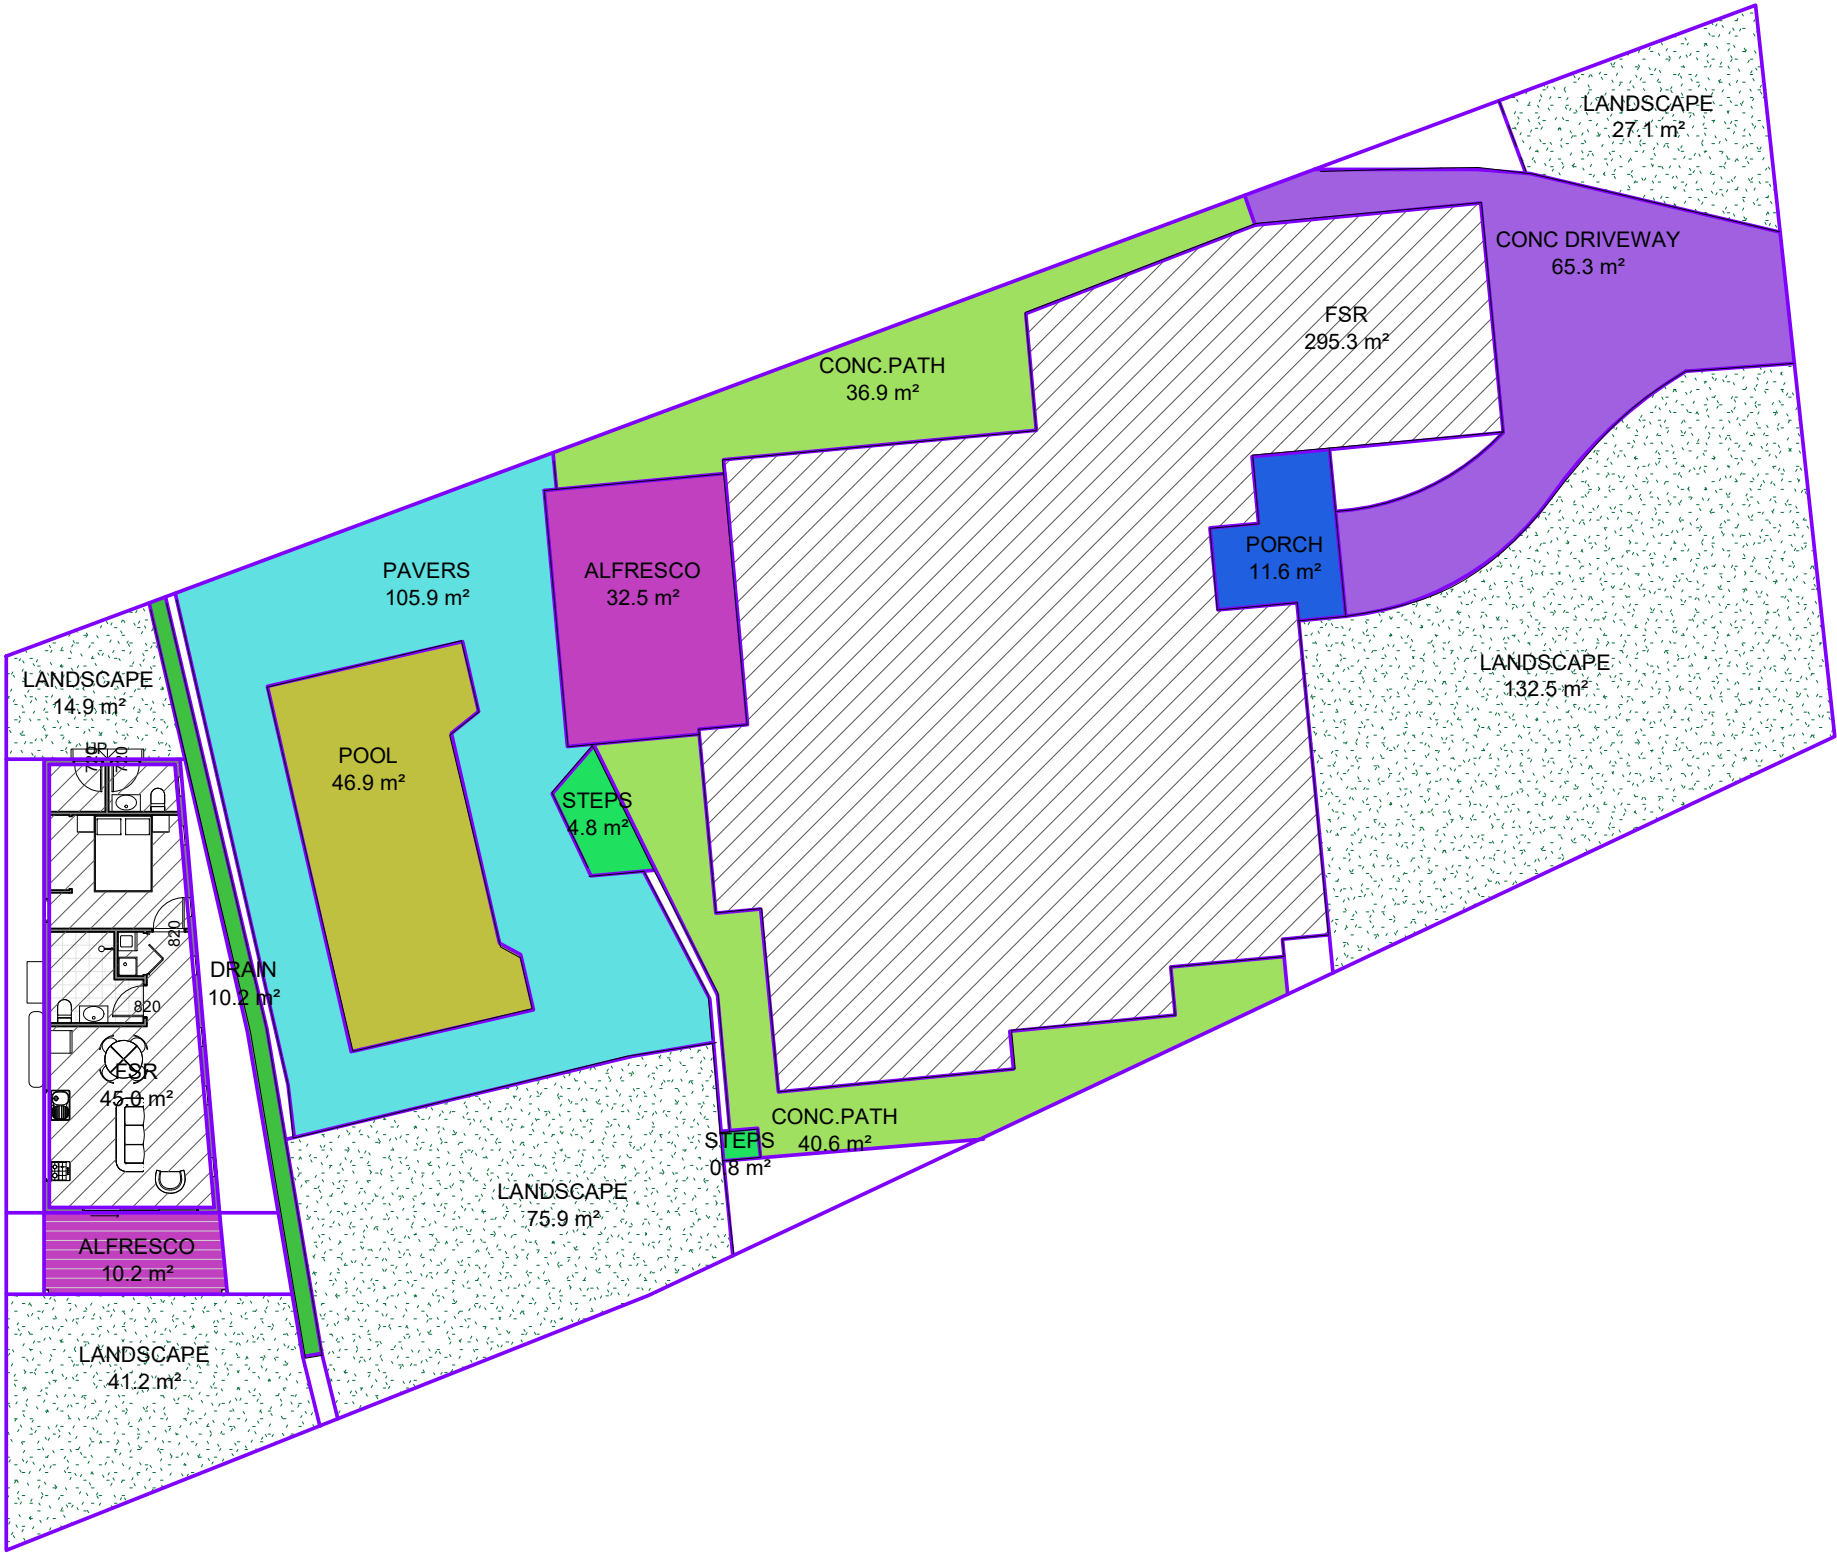 LANDSCAPE
27.1 m²
CONC DRIVEWAY
65.3 m²
FSR
295.3 m²
CONC.PATH
36.9 m²
PAVERS
105.9 m²
ALFRESCO
32.5 m²
PORCH
11.6 m²
LANDSCAPE
132.5 m²
LANDSCAPE
14.9 m²
UP
720
720
POOL
46.9 m²
STEPS
4.8 m²
820
DRAIN
10.2 m²
820
FSR
45.0 m²
CONC.PATH
40.6 m²
STEPS
0.8 m²
LANDSCAPE
75.9 m²
ALFRESCO
10.2 m²
LANDSCAPE
41.2 m²